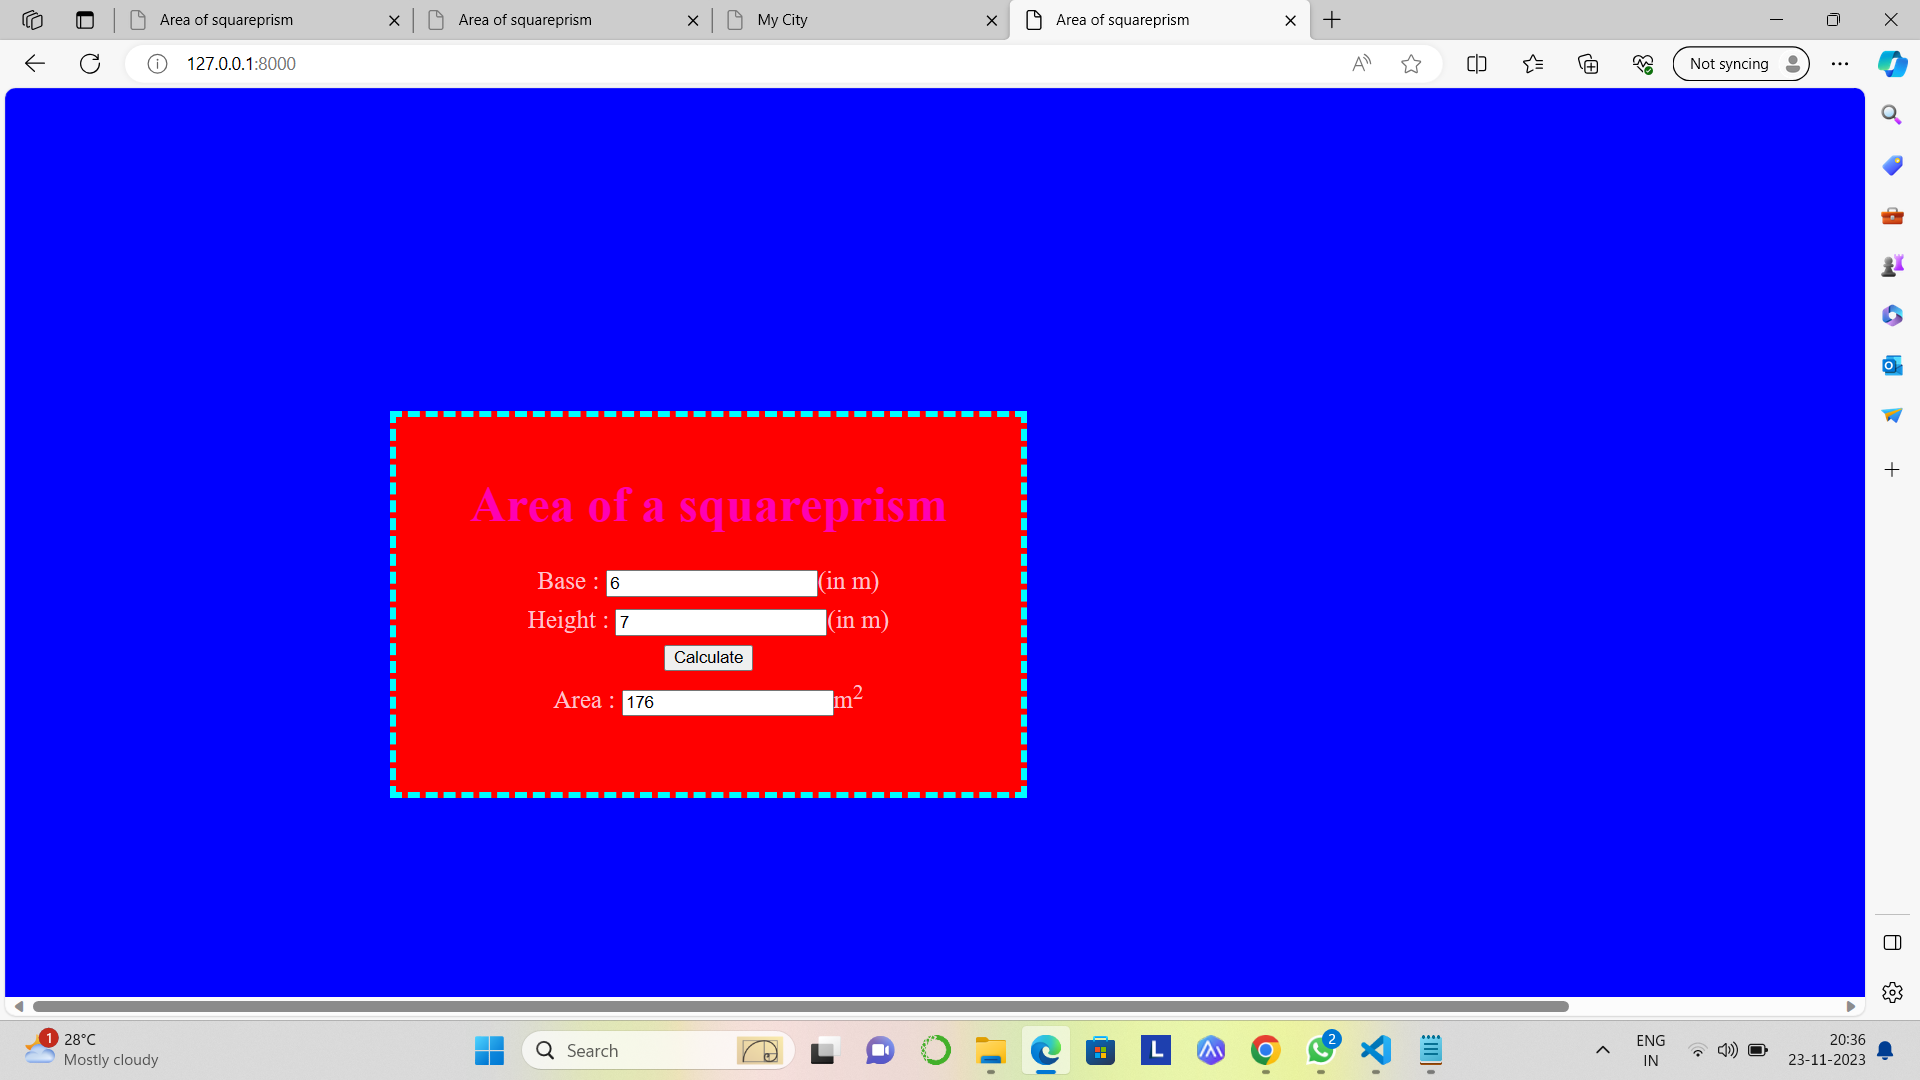 Area of squareprism
Area of squareprism
My City
Area of squareprism
127.0.0.1:8000
Not syncing
Area of a squareprism
Base : 6 (in m)
Height : 7 (in m)
Calculate
Area : 176 m²
1
28°C
Mostly cloudy
Search
L
2
ENG
IN
20:36
23-11-2023